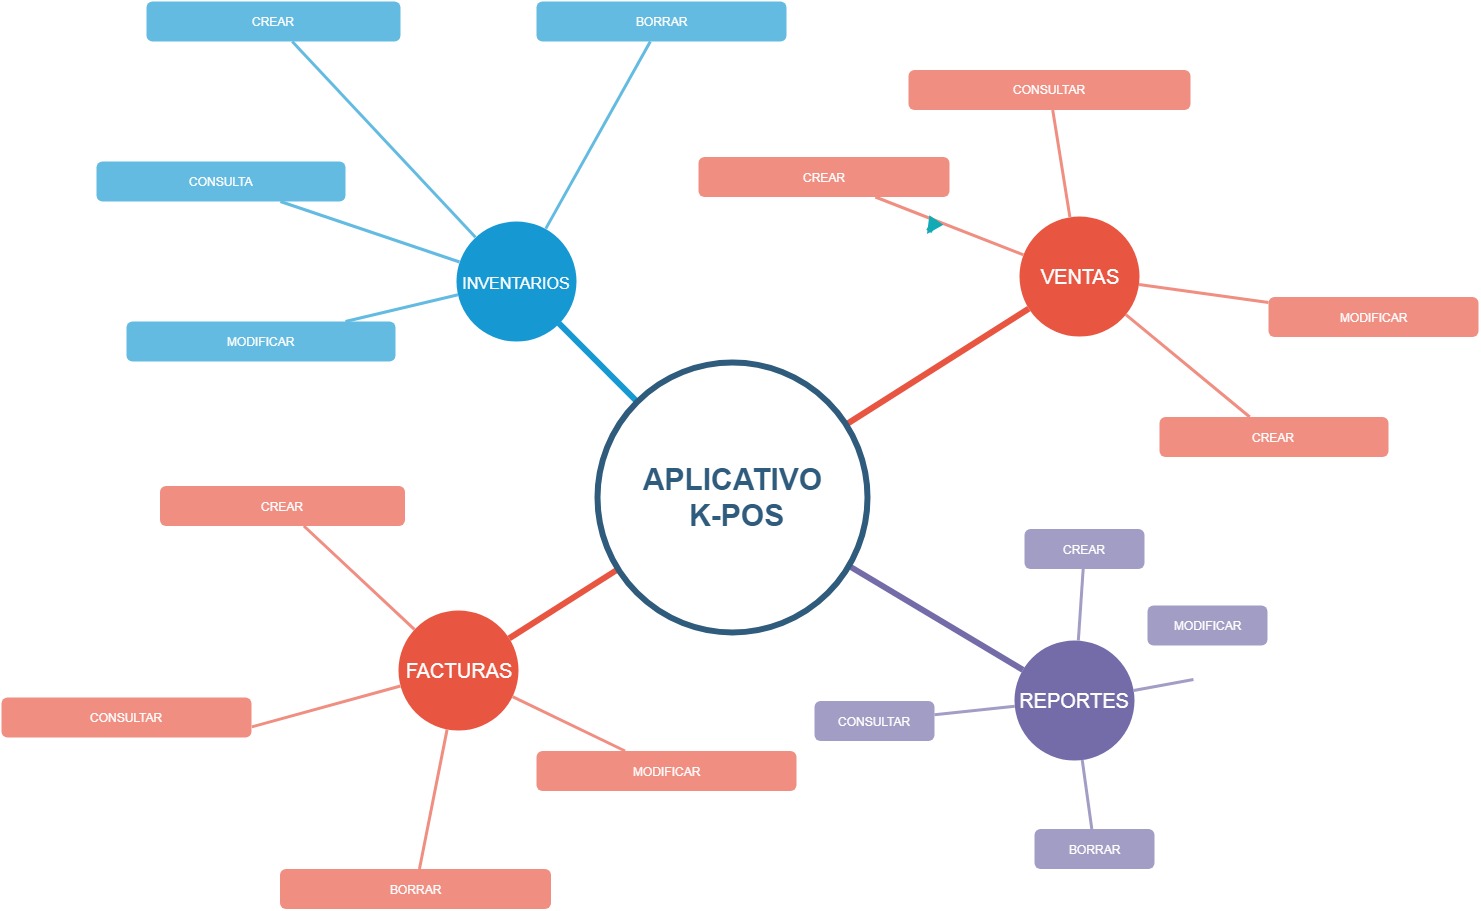 CREAR
BORRAR
CONSULTAR
CREAR
CONSULTA
VENTAS
INVENTARIOS
MODIFICAR
MODIFICAR
CREAR
APLICATIVO
K-POS
CREAR
CREAR
MODIFICAR
FACTURAS
REPORTES
CONSULTAR
CONSULTAR
MODIFICAR
BORRAR
BORRAR